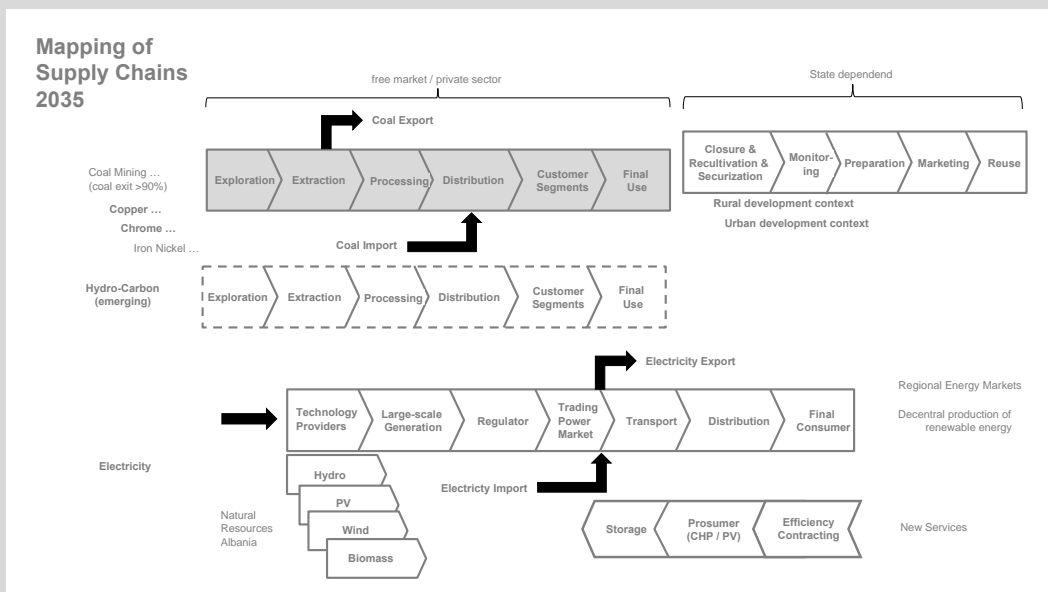 Mapping of
Supply Chains
2035
free market / private sector
State dependend
Coal Export
Coal Mining …
(coal exit >90%)
Copper …
Chrome …
Iron Nickel …
Exploration
Extraction
Processing
Distribution
Customer
Segments
Final
Use
Closure &
Recultivation &
Securization
Monitor-
ing
Preparation
Marketing
Reuse
Rural development context
Urban development context
Coal Import
Hydro-Carbon
(emerging)
Exploration
Extraction
Processing
Distribution
Customer
Segments
Final
Use
Electricity Export
Technology
Providers
Large-scale
Generation
Regulator
Trading
Power
Market
Transport
Distribution
Final
Consumer
Regional Energy Markets
Decentral production of
renewable energy
Electricity
Electricty Import
Natural
Resources
Albania
Hydro
PV
Wind
Biomass
Storage
Prosumer
(CHP / PV)
Efficiency
Contracting
New Services